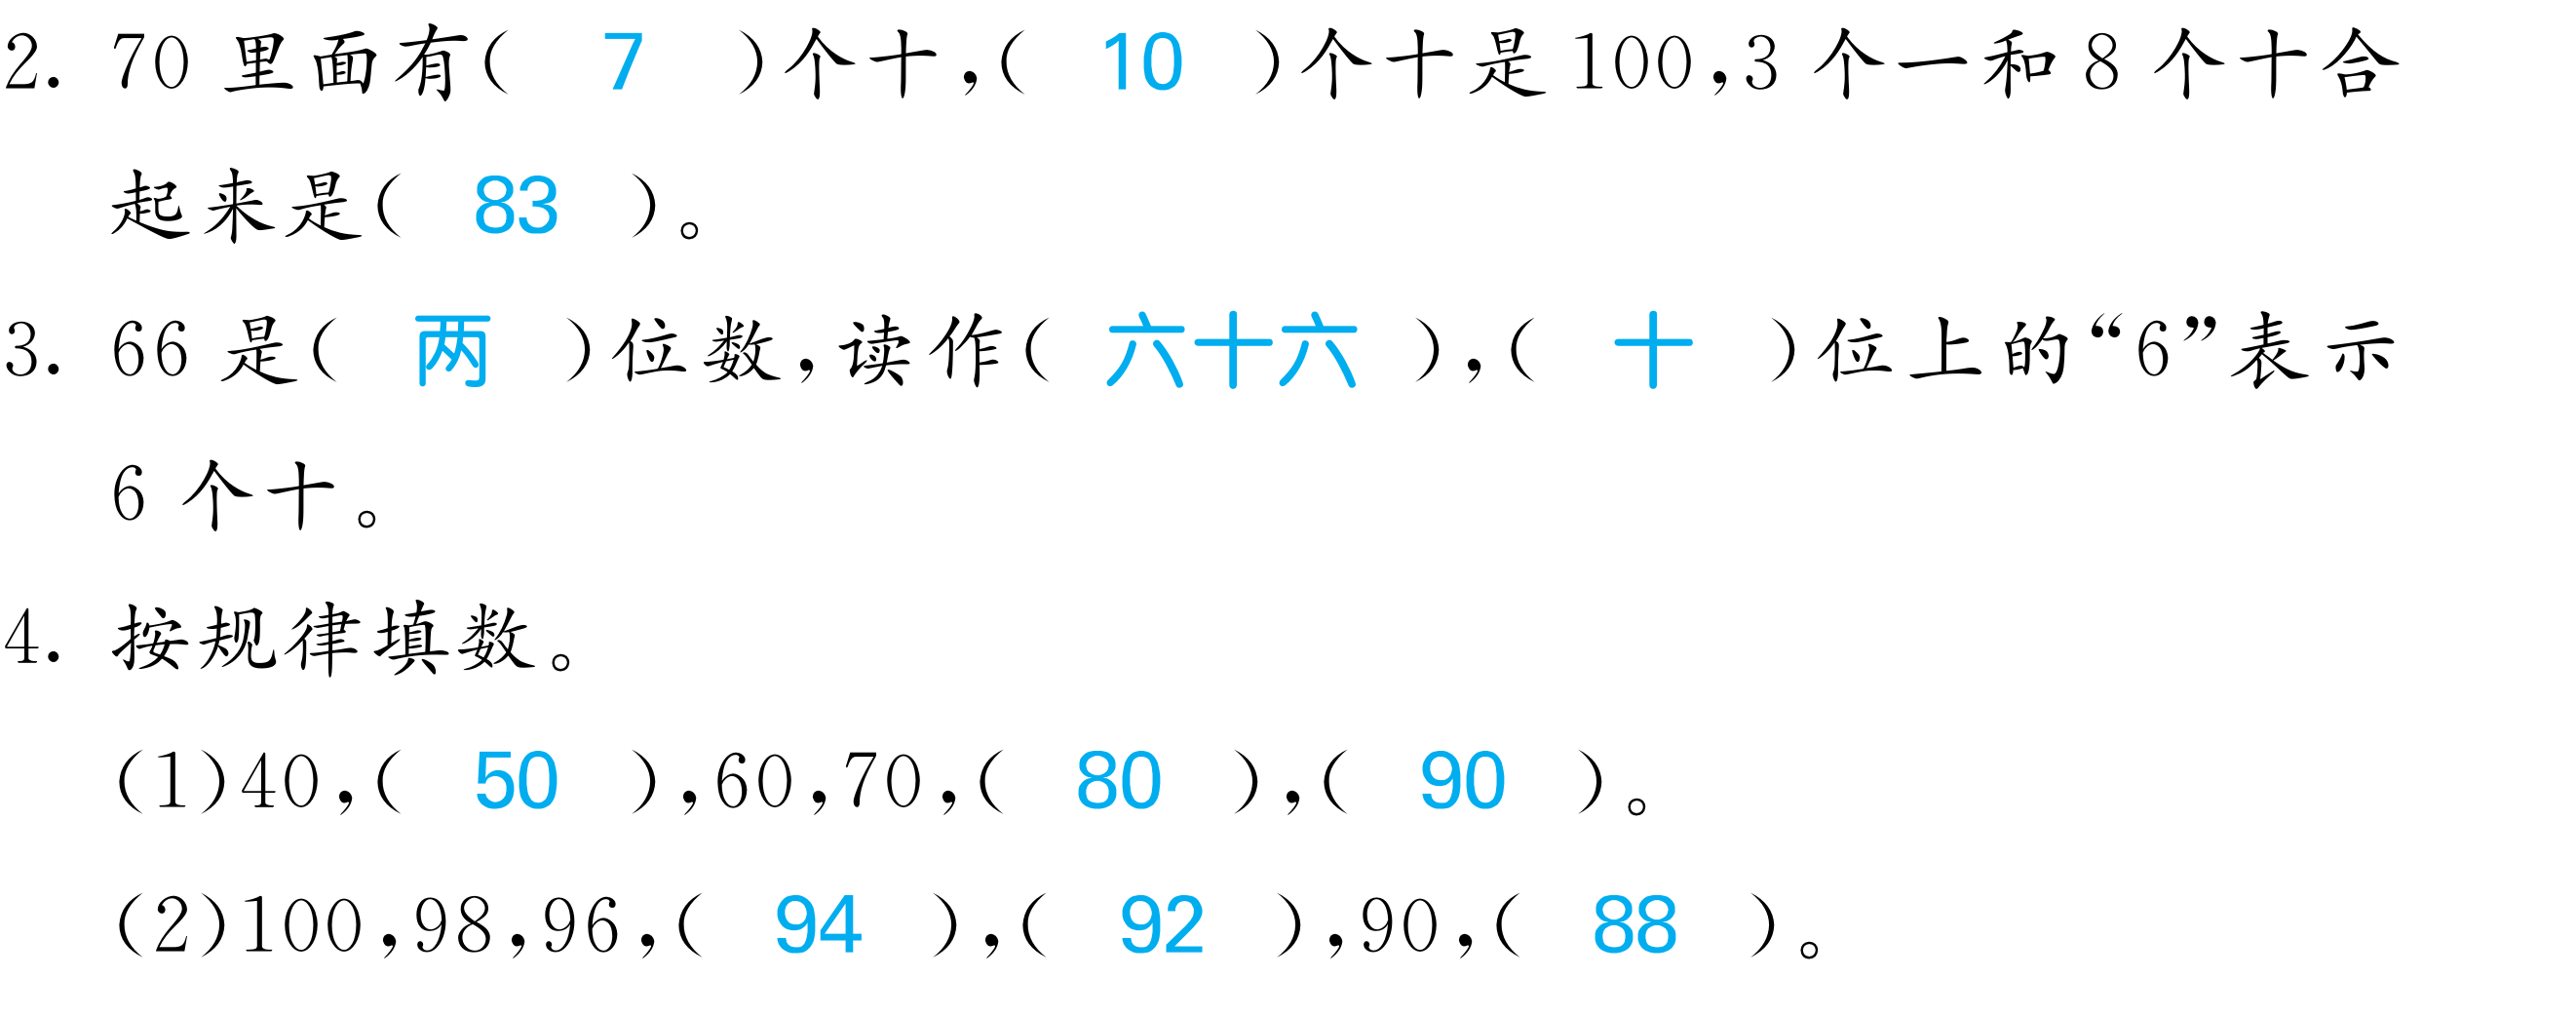 2. 70 里面有( 7 )个十,( 10 )个十是100,3 个一和 8 个十合
起来是( 83 )。
3. 66 是( 两 )位数,读作( 六十六 ),( 十 )位上的“6”表示
6 个十。
4. 按规律填数。
(1)40,( 50 ),60,70,( 80 ),( 90 )。
(2)100,98,96,( 94 ),( 92 ),90,( 88 )。